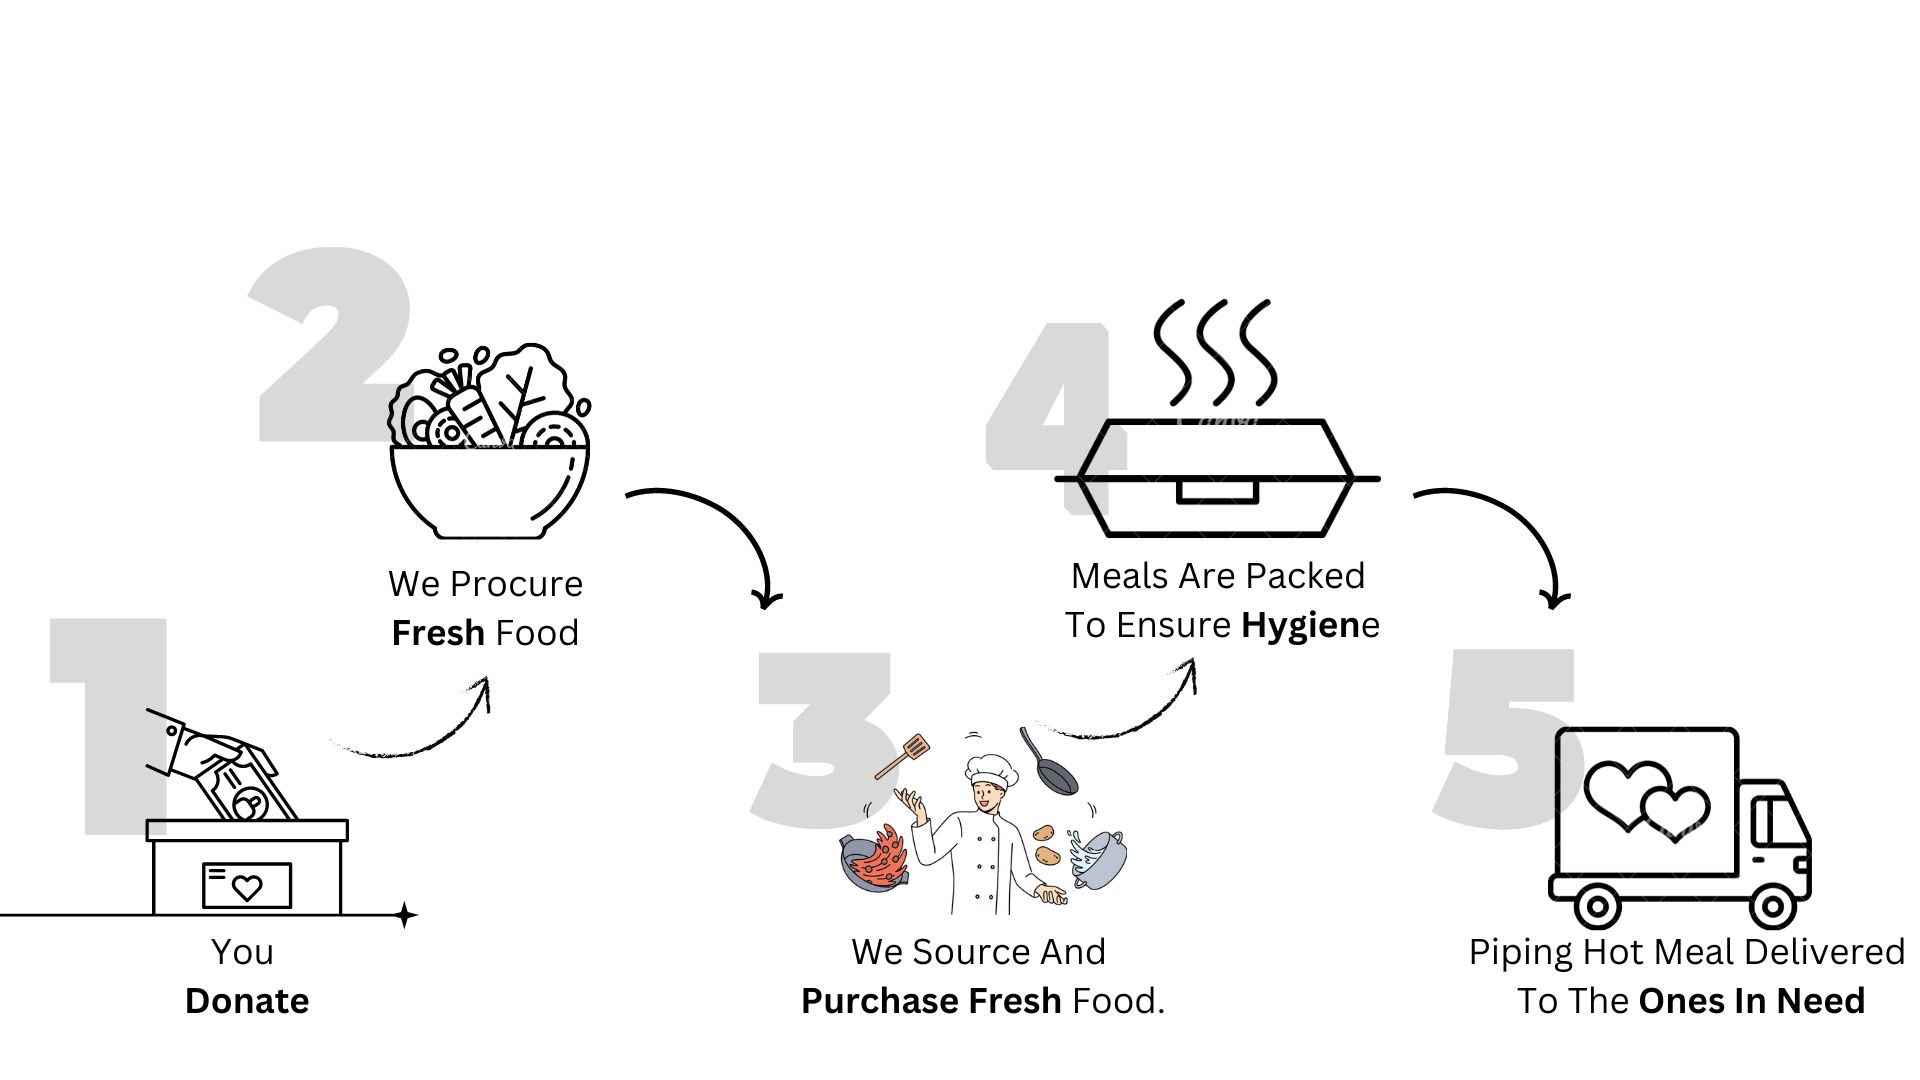 1
You
Donate
2
We Procure
Fresh Food
3
We Source And
Purchase Fresh Food.
4
Meals Are Packed
To Ensure Hygiene
5
Piping Hot Meal Delivered
To The Ones In Need